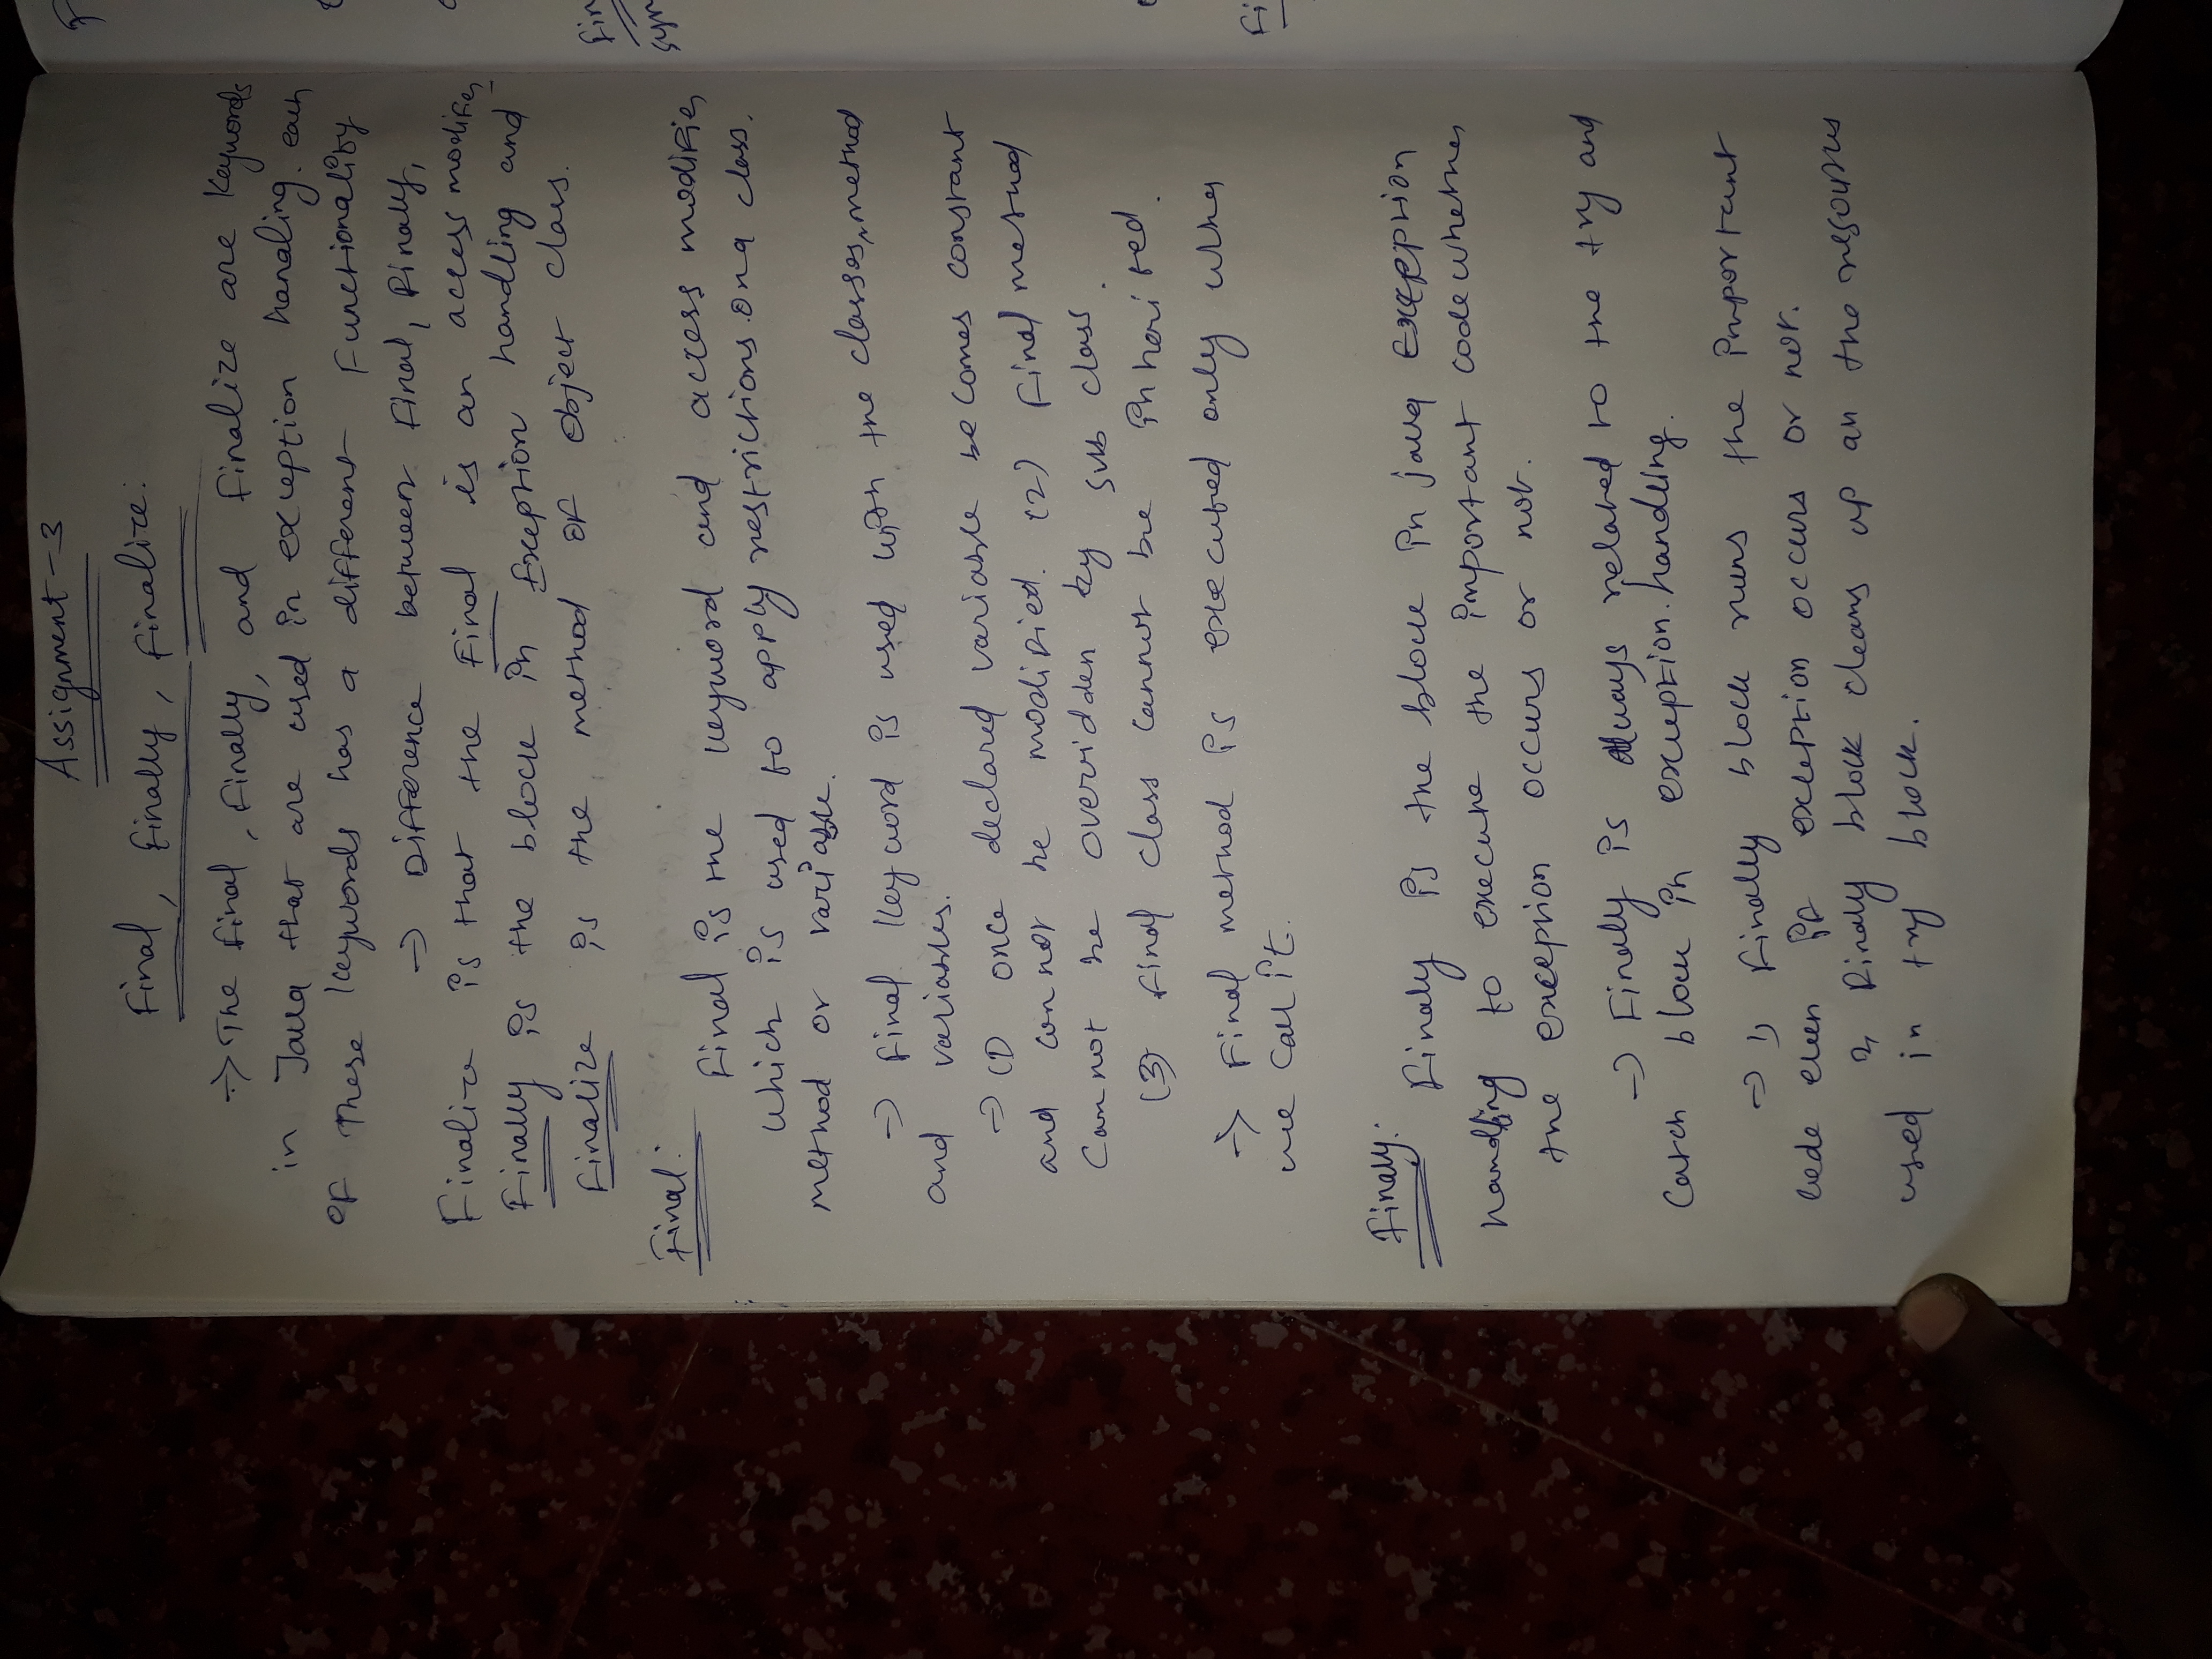 Assignment-3
Final, Finally, Finalize:
→ The final, finally, and finalize are keywords
in Java that are used in exception handling. each
of these keywords has a different functionality
→ Difference between Final, Finally,
Finalize is that the Final is an access modifier,
Finally is the block in Exception handling and
Finalize is the method of object class.
Final:
Final is the keyword and access modifier
which is used to apply restrictions on a class,
method or variable.
→ Final keyword is used with the classes, method
and variables.
→ (1) once declared variable becomes constant
and cannot be modified. (2) Final method
cannot be overridden by sub class.
(3) Final class cannot be inherited.
→ Final method is executed only when
we call it.
Finally:
Finally is the block in java Exception
handling to execute the important code whether
the exception occurs or not.
→ Finally is always related to the try and
catch block in exception handling.
→ 1) Finally block runs the important
code even if exception occurs or not.
2) Finally block cleans up all the resources
used in try block.
Fin
Syn
Fi